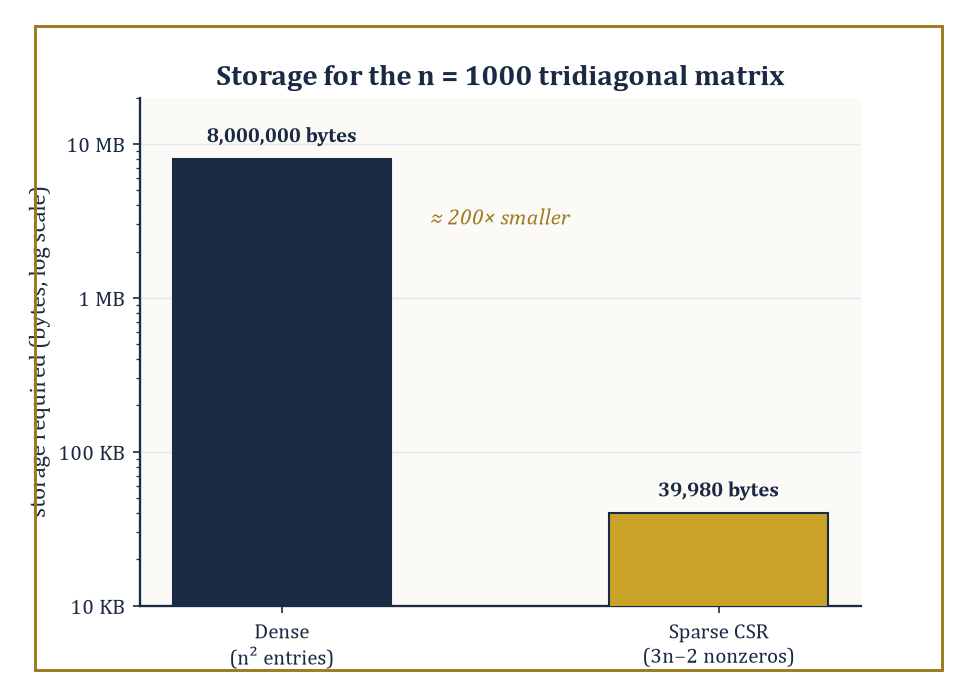 Storage for the n = 1000 tridiagonal matrix
storage required (bytes, log scale)
10 MB
1 MB
100 KB
10 KB
8,000,000 bytes
≈ 200× smaller
39,980 bytes
Dense
(n² entries)
Sparse CSR
(3n−2 nonzeros)